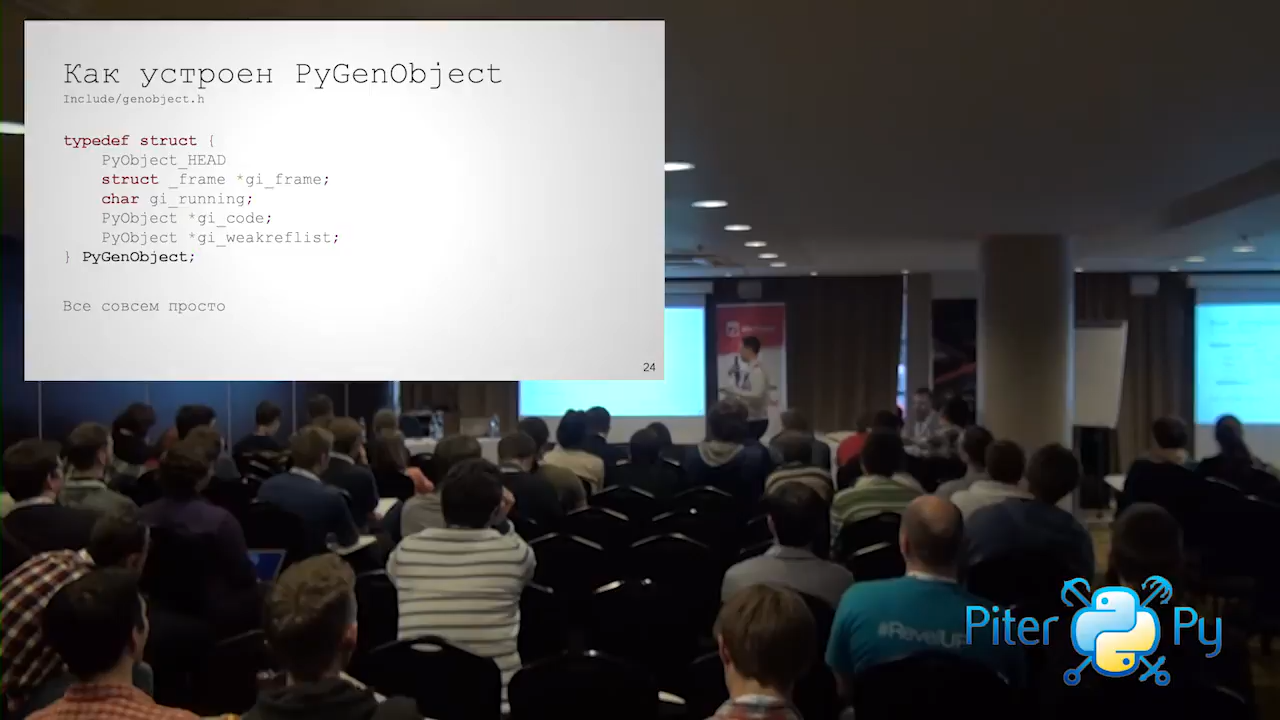 Как устроен PyGenObject
Include/genobject.h
typedef struct {
PyObject_HEAD
struct _frame *gi_frame;
char gi_running;
PyObject *gi_code;
PyObject *gi_weakreflist;
} PyGenObject;
Все совсем просто
24
#RevelUP
Piter Py